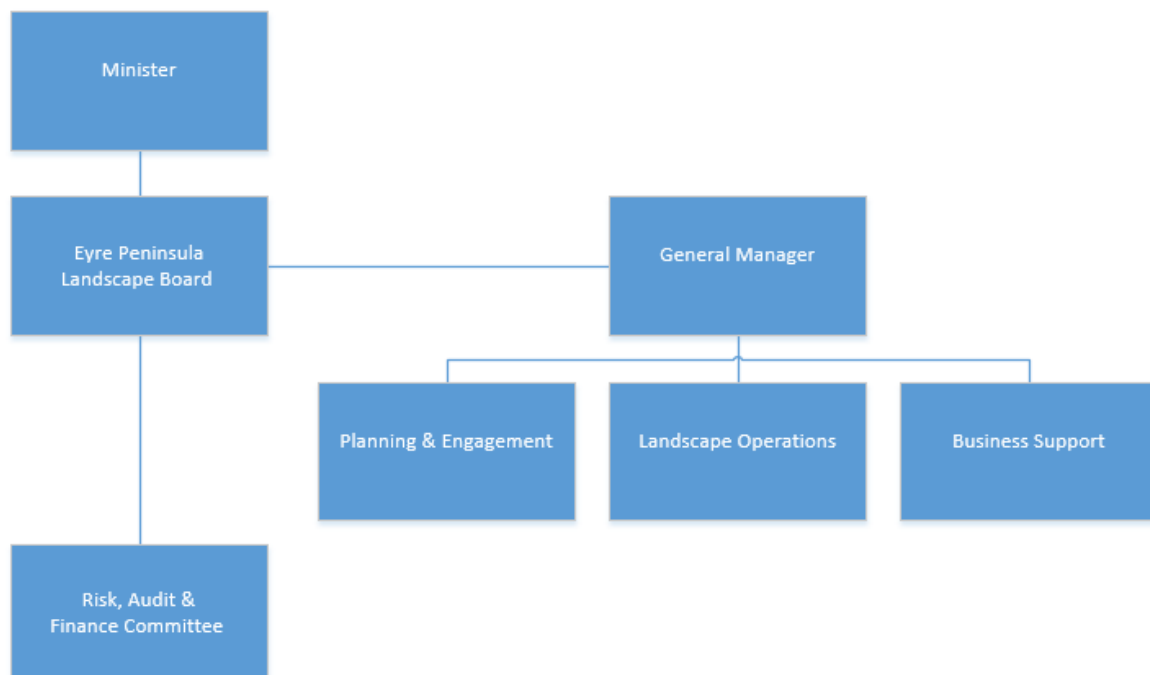 Minister
Eyre Peninsula
Landscape Board
General Manager
Planning & Engagement
Landscape Operations
Business Support
Risk, Audit &
Finance Committee